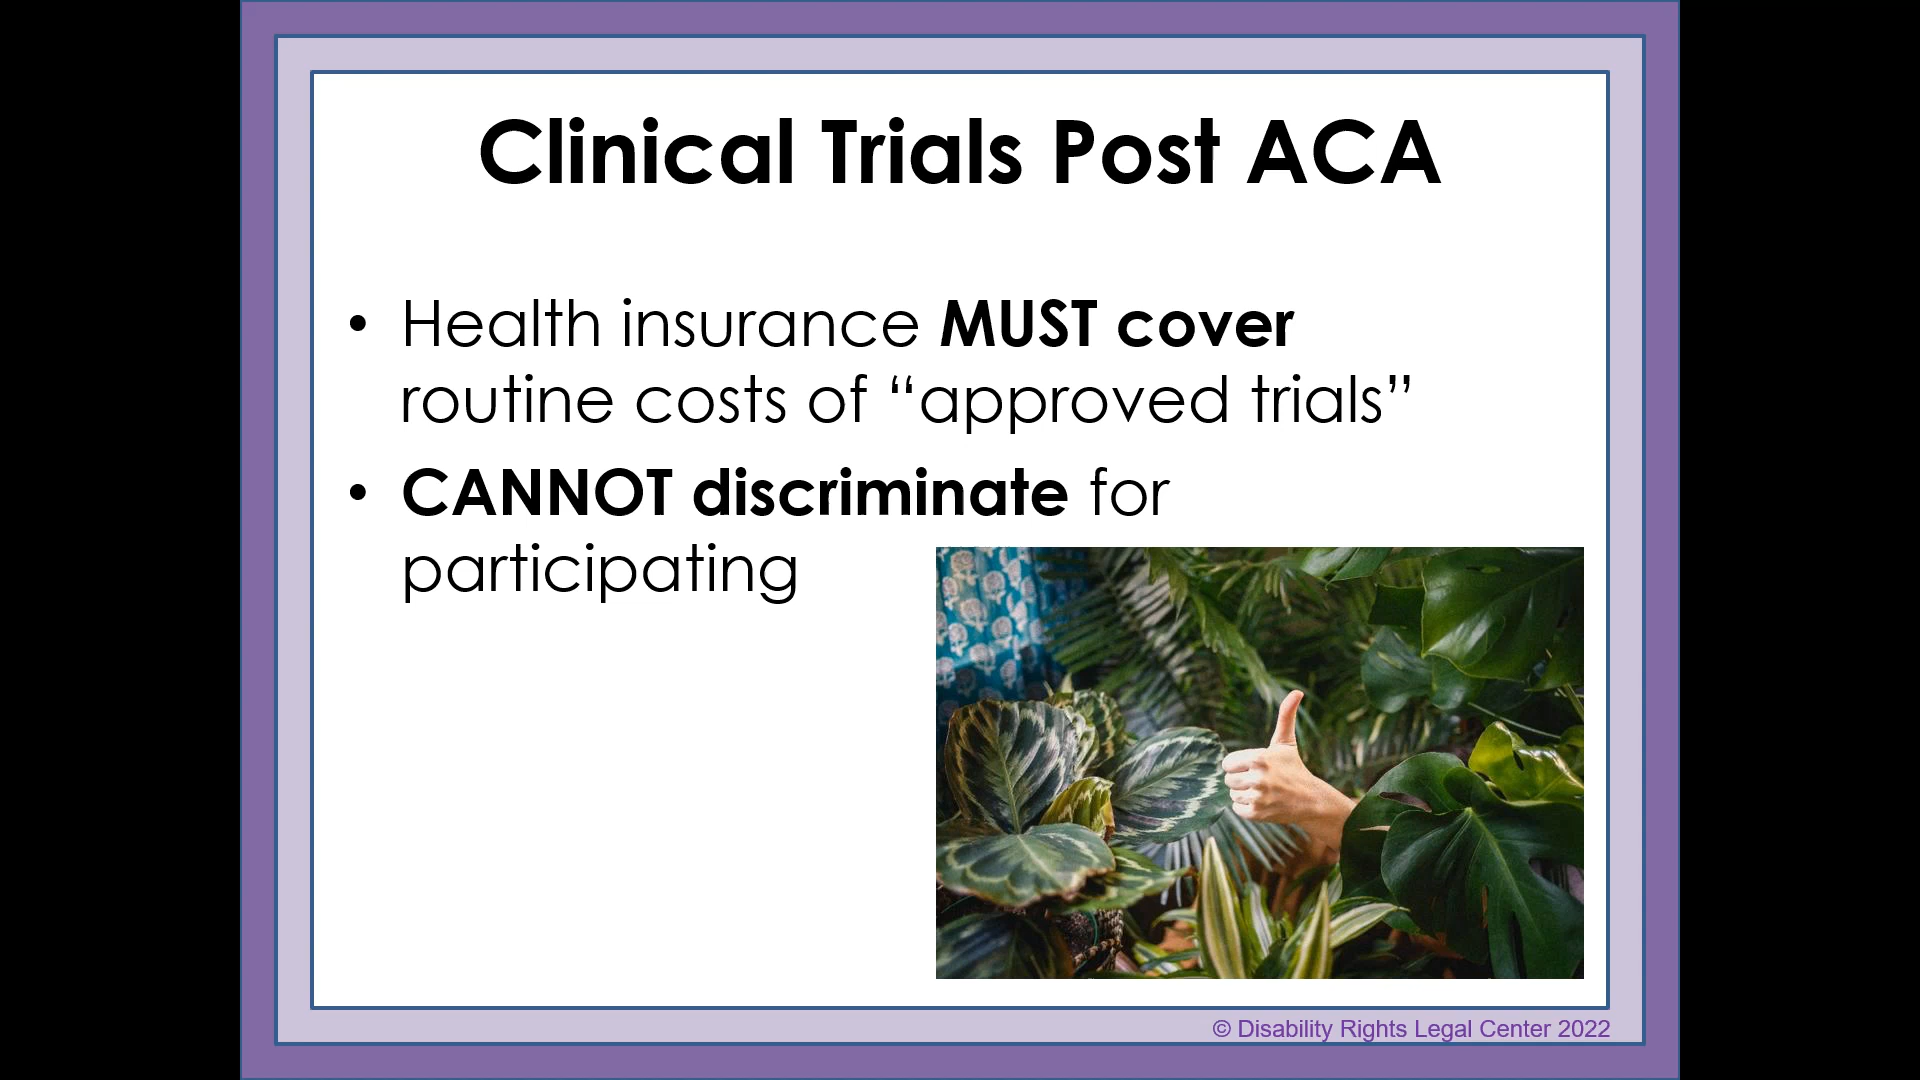 Clinical Trials Post ACA
• Health insurance MUST cover
routine costs of “approved trials”
• CANNOT discriminate for
participating
© Disability Rights Legal Center 2022